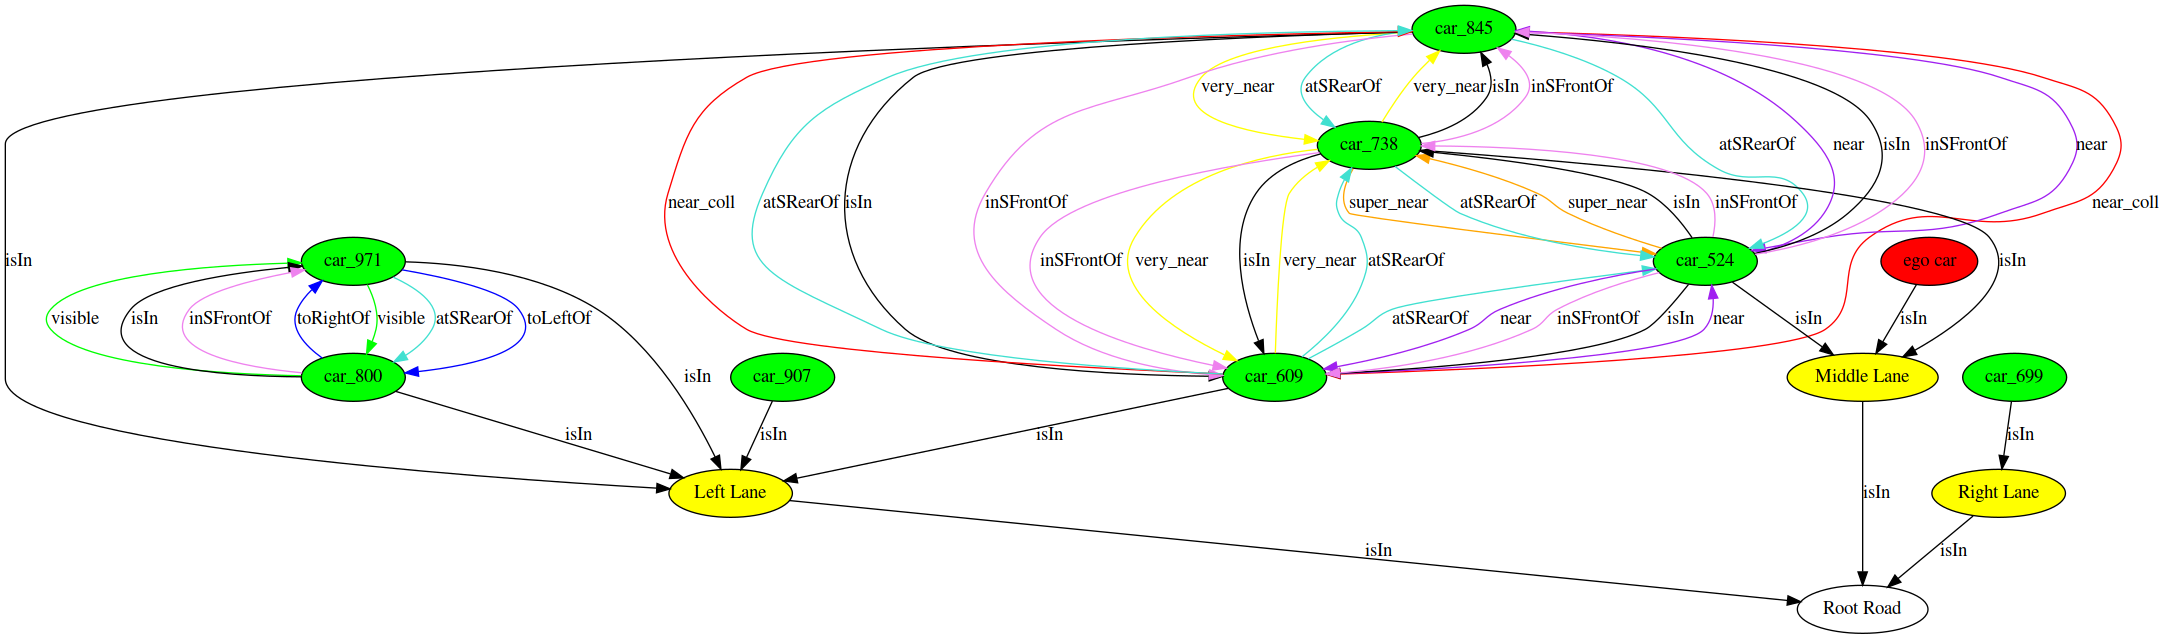 car_845
very_near
atSRearOf
very_near
isIn
inSFrontOf
car_738
atSRearOf
near
isIn
inSFrontOf
near
near_coll
atSRearOf
isIn
inSFrontOf
super_near
atSRearOf
super_near
isIn
inSFrontOf
near_coll
isIn
car_971
inSFrontOf
very_near
isIn
very_near
atSRearOf
car_524
ego car
isIn
visible
isIn
inSFrontOf
toRightOf
visible
atSRearOf
toLeftOf
atSRearOf
near
inSFrontOf
isIn
near
isIn
isIn
car_800
isIn
car_907
car_609
Middle Lane
car_699
isIn
isIn
isIn
isIn
Left Lane
isIn
Right Lane
isIn
isIn
Root Road